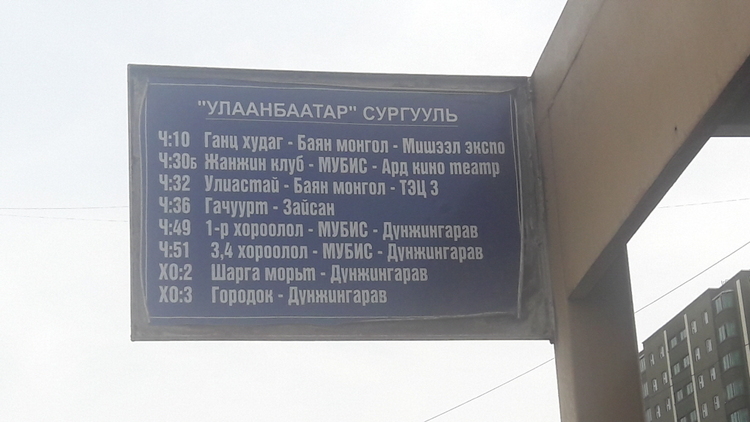 "УЛААНБААТАР" СУРГУУЛЬ
Ч:10 Ганц худаг - Баян монгол - Мишээл экспо
Ч:30Б Жанжин клуб - МУБИС - Ард кино театр
Ч:32 Улиастай - Баян монгол - ТЭЦ 3
Ч:36 Гачуурт - Зайсан
Ч:49 1-р хороолол - МУБИС - Дүнжингарав
Ч:51 3,4 хороолол - МУБИС - Дүнжингарав
ХО:2 Шарга морьт - Дүнжингарав
ХО:3 Городок - Дүнжингарав